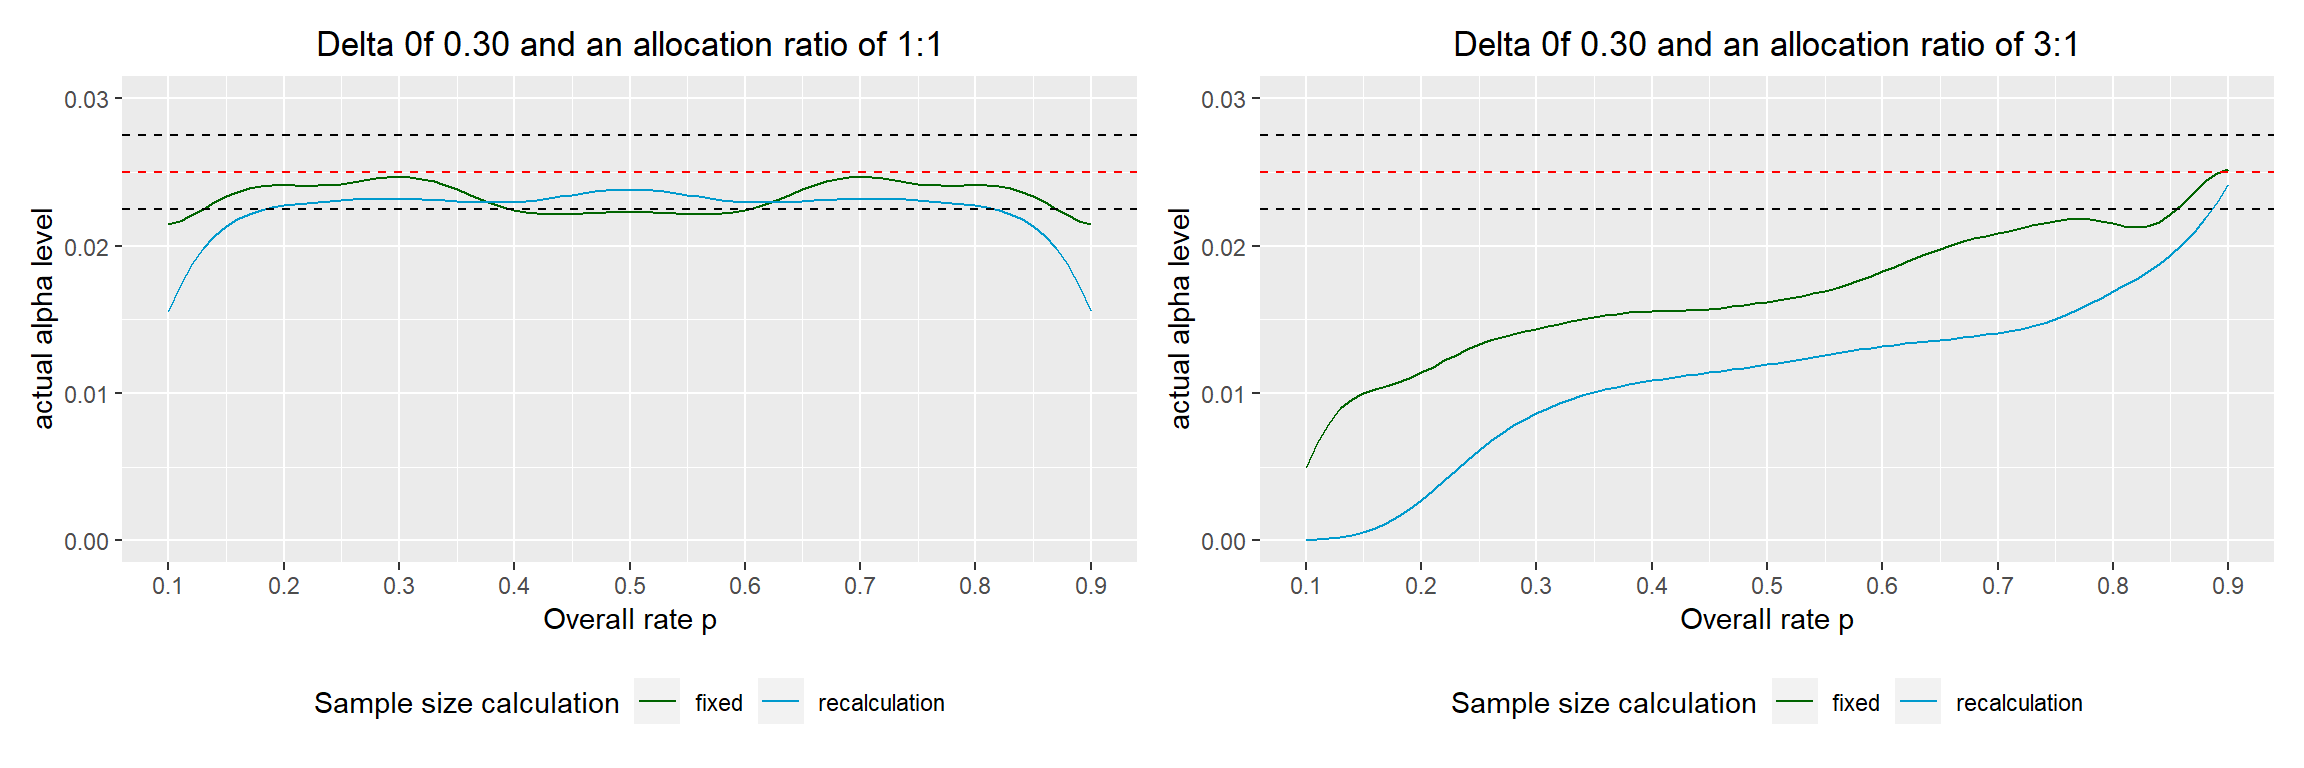 Delta 0f 0.30 and an allocation ratio of 1:1
0.03
0.02
0.01
0.00
actual alpha level
0.1 0.2 0.3 0.4 0.5 0.6 0.7 0.8 0.9
Overall rate p
Sample size calculation fixed recalculation
Delta 0f 0.30 and an allocation ratio of 3:1
0.03
0.02
0.01
0.00
actual alpha level
0.1 0.2 0.3 0.4 0.5 0.6 0.7 0.8 0.9
Overall rate p
Sample size calculation fixed recalculation